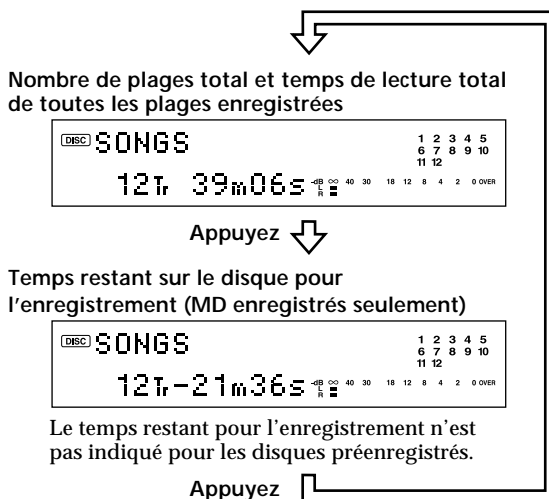 Nombre de plages total et temps de lecture total
de toutes les plages enregistrées
DISC SONGS
1 2 3 4 5
6 7 8 9 10
11 12
12Tr 39m06s -dB L R ∞ 40 30 18 12 8 4 2 0 OVER
Appuyez
Temps restant sur le disque pour
l'enregistrement (MD enregistrés seulement)
DISC SONGS
1 2 3 4 5
6 7 8 9 10
11 12
12Tr-21m36s -dB L R ∞ 40 30 18 12 8 4 2 0 OVER
Le temps restant pour l'enregistrement n'est
pas indiqué pour les disques préenregistrés.
Appuyez